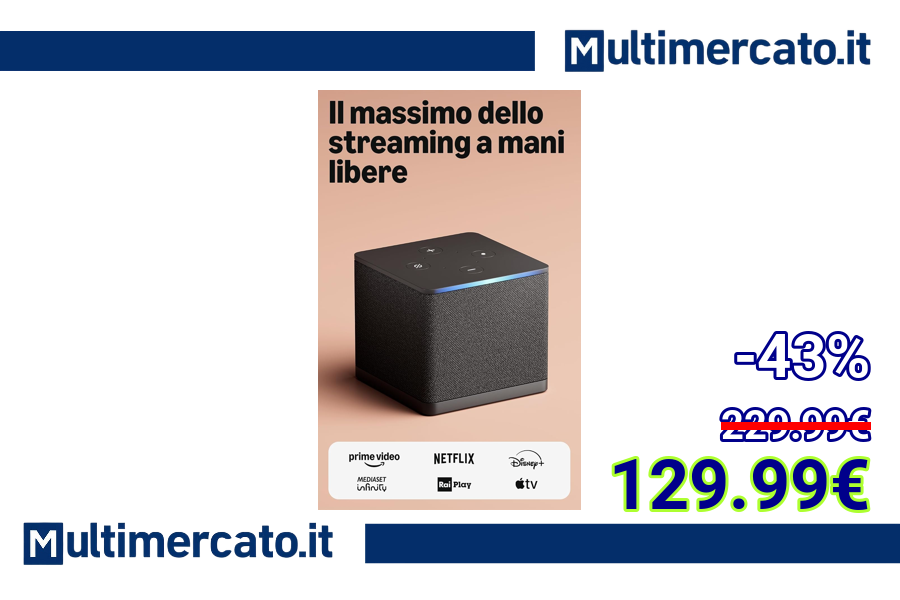 Multimercato.it
Il massimo dello
streaming a mani
libere
prime video
NETFLIX
Disney+
MEDIASET
infinity
Rai Play
tv
-43%
229.99€
129.99€
Multimercato.it